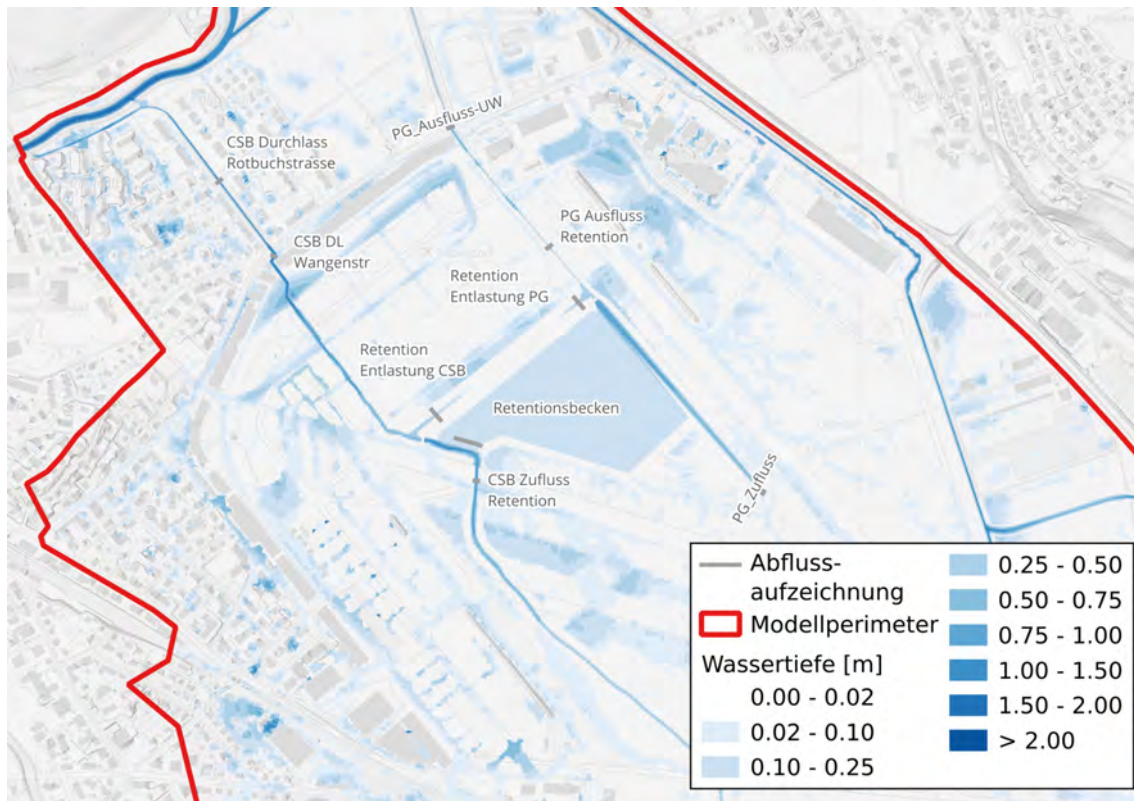 PG_Ausfluss-UW
CSB Durchlass
Rotbuchstrasse
PG Ausfluss
Retention
CSB DL
Wangenstr
Retention
Entlastung PG
Retention
Entlastung CSB
Retentionsbecken
CSB Zufluss
Retention
PG_Zufluss
Abfluss-
aufzeichnung
Modellperimeter
Wassertiefe [m]
0.00 - 0.02
0.02 - 0.10
0.10 - 0.25
0.25 - 0.50
0.50 - 0.75
0.75 - 1.00
1.00 - 1.50
1.50 - 2.00
> 2.00